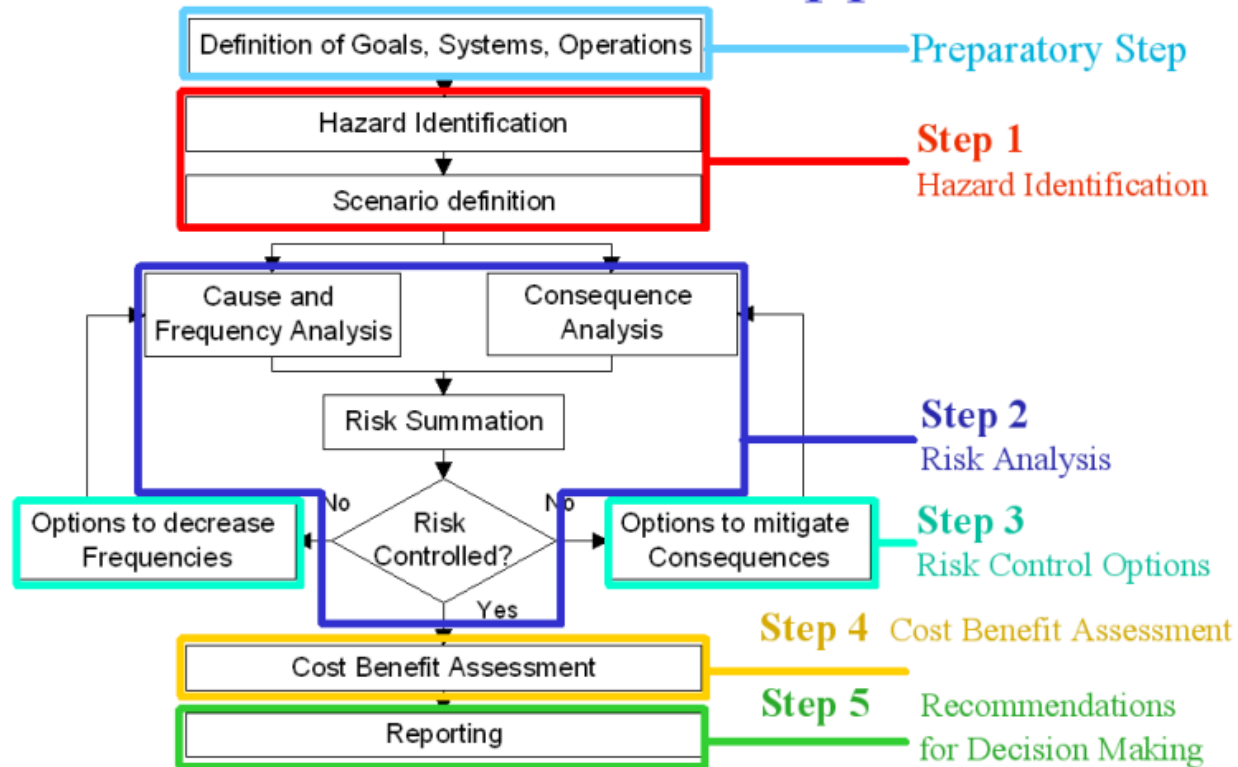 Definition of Goals, Systems, Operations
Preparatory Step
Hazard Identification
Scenario definition
Step 1
Hazard Identification
Cause and
Frequency Analysis
Consequence
Analysis
Risk Summation
Step 2
Risk Analysis
No
No
Options to decrease
Frequencies
Risk
Controlled?
Options to mitigate
Consequences
Step 3
Risk Control Options
Yes
Step 4 Cost Benefit Assessment
Cost Benefit Assessment
Step 5 Recommendations
for Decision Making
Reporting